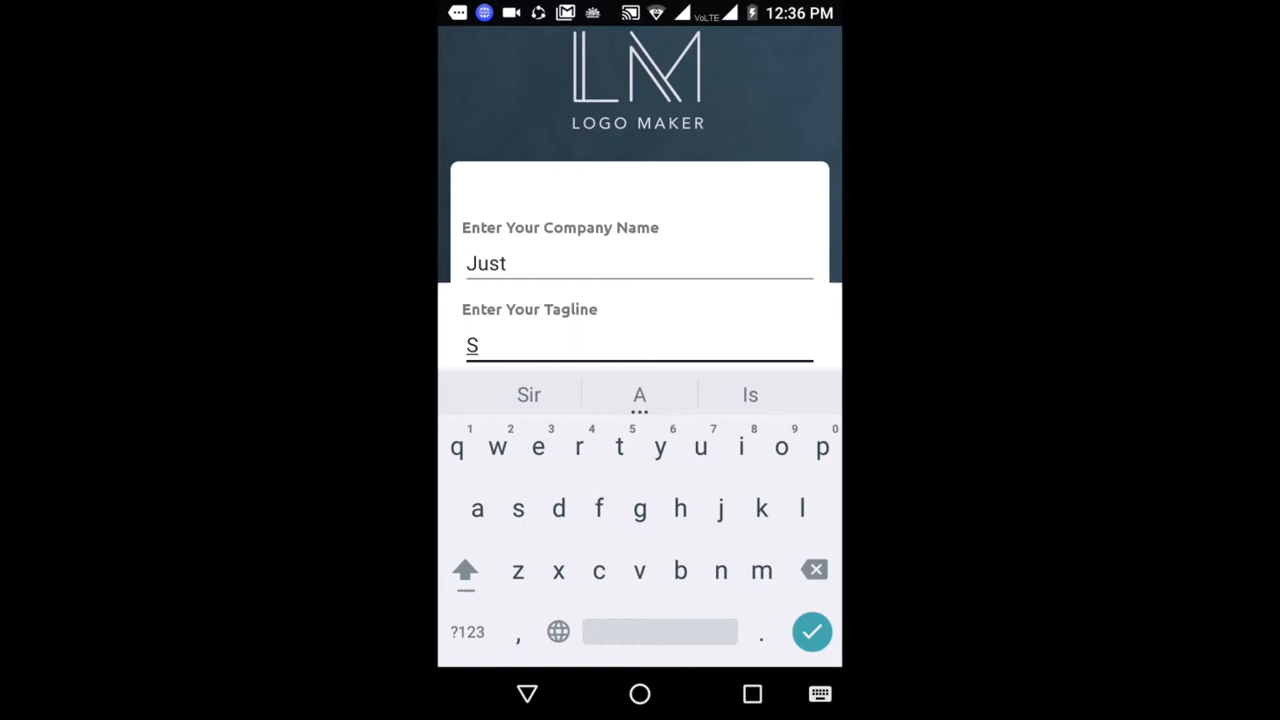 VoLTE 12:36 PM
LM
LOGO MAKER
Enter Your Company Name
Just
Enter Your Tagline
S
Sir A Is
1 2 3 4 5 6 7 8 9 0
q w e r t y u i o p
a s d f g h j k l
z x c v b n m
?123 , .